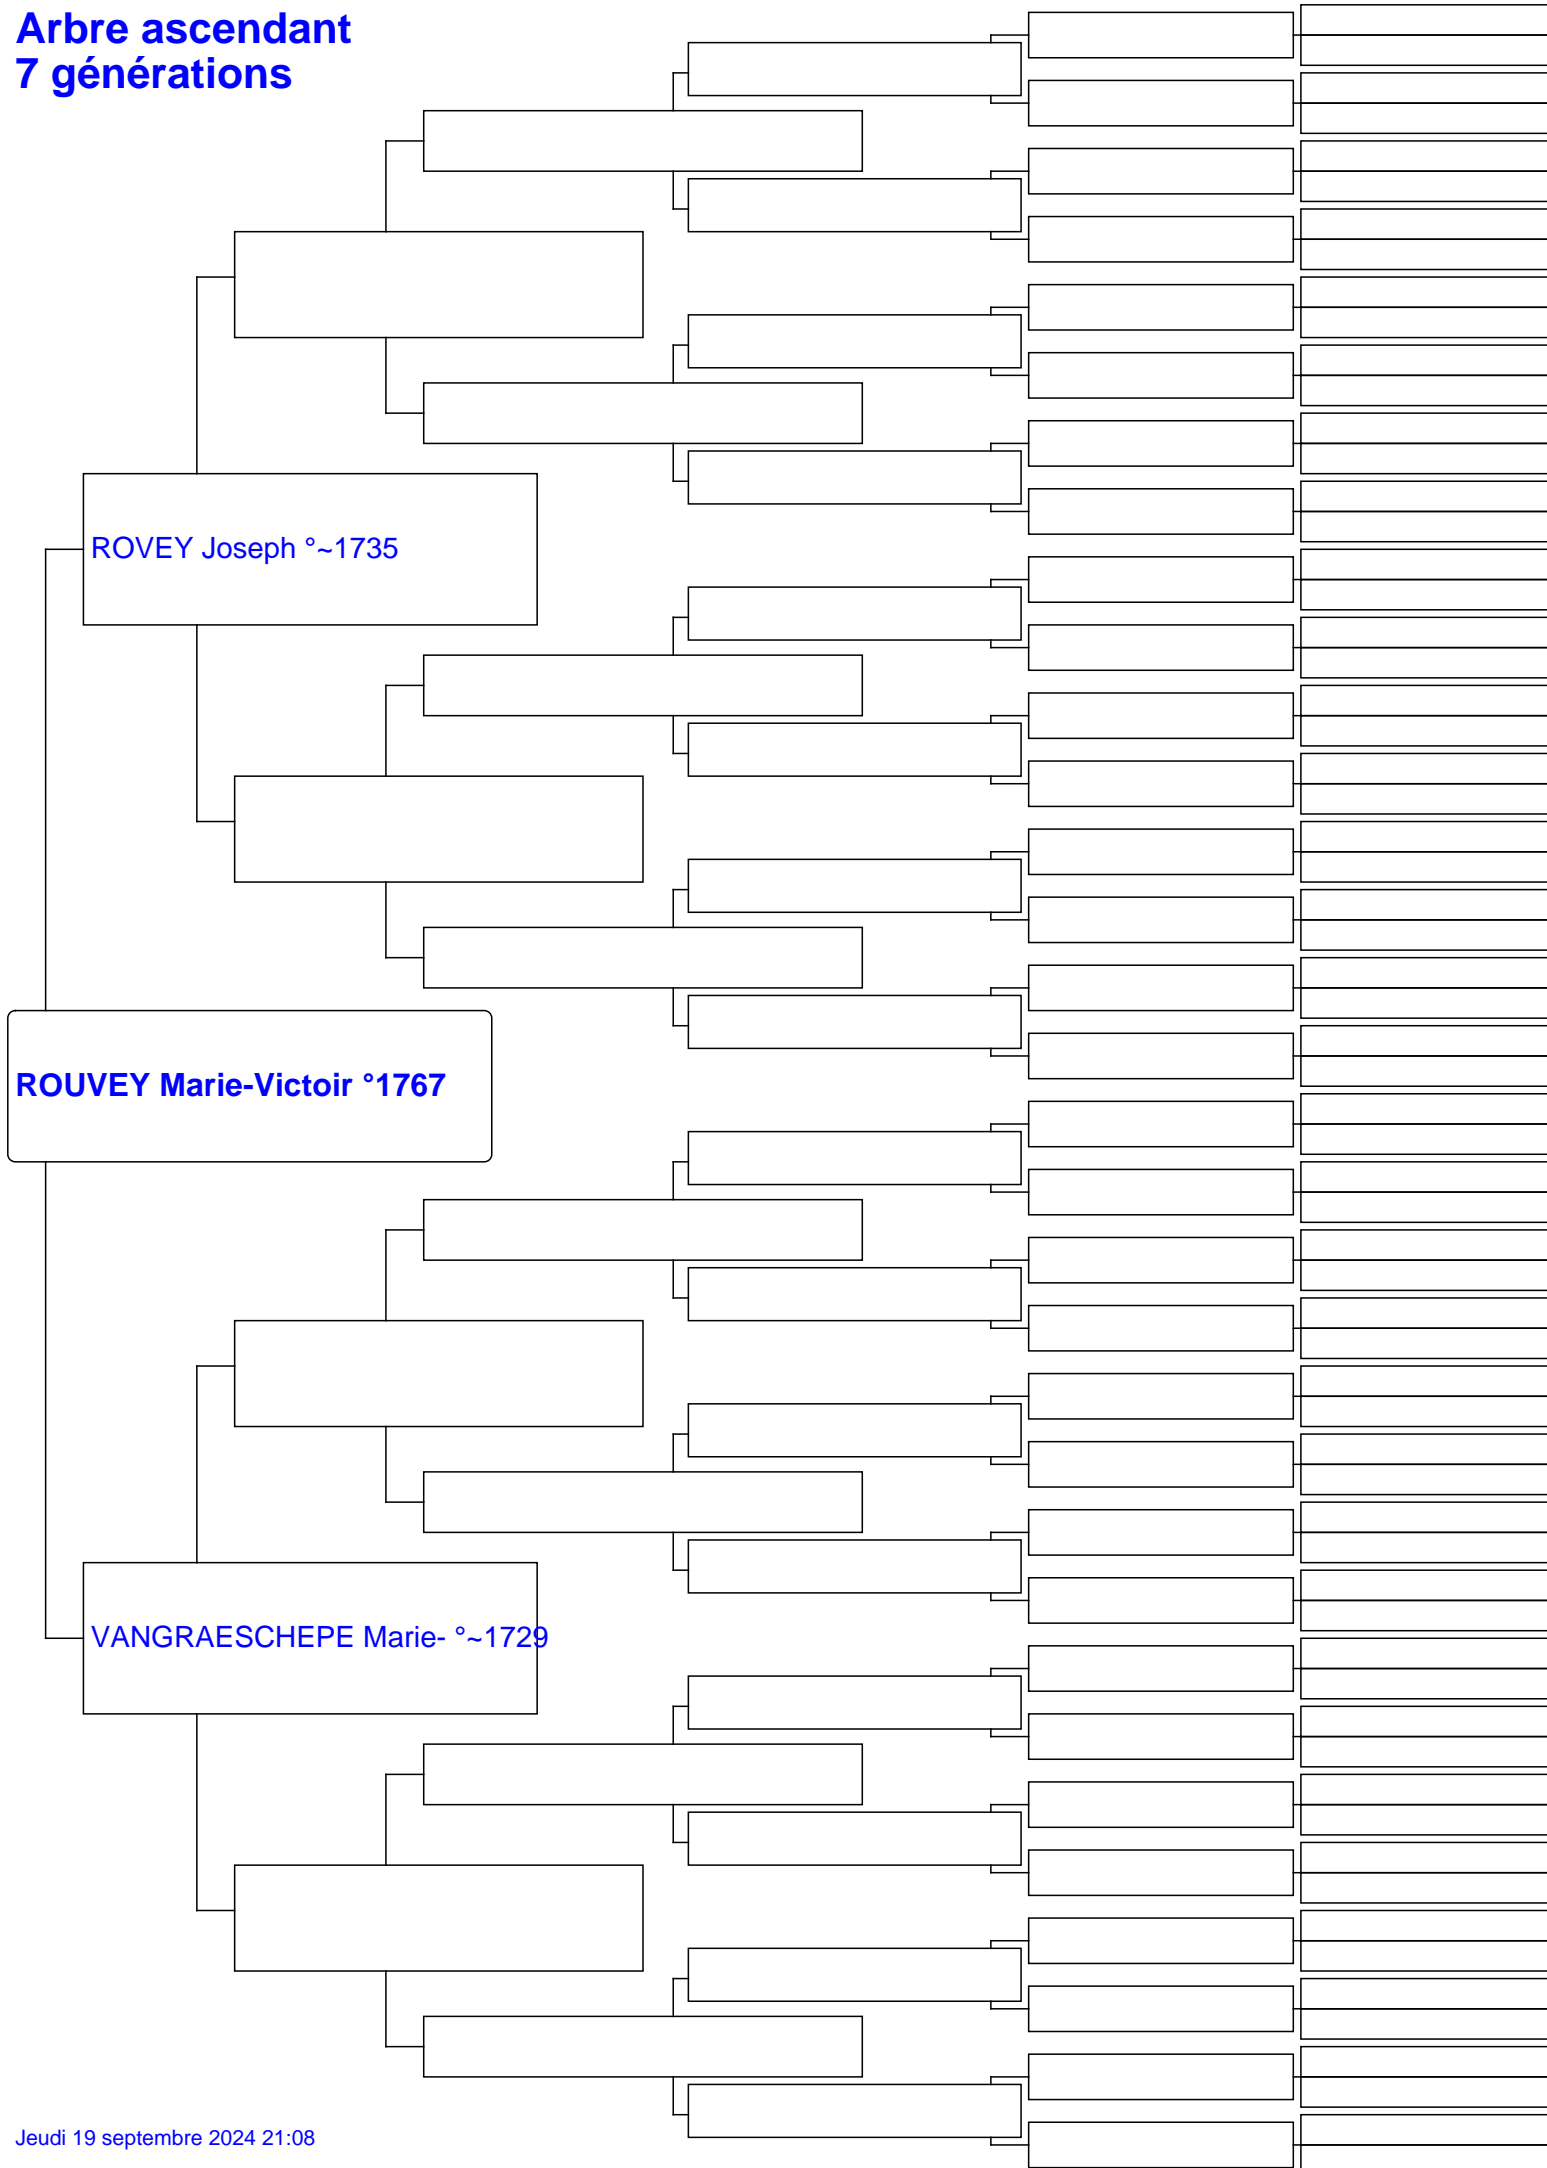 Arbre ascendant
7 générations
ROVEY Joseph °~1735
ROUVEY Marie-Victoir °1767
VANGRAESCHEPE Marie- °~1729
Jeudi 19 septembre 2024 21:08